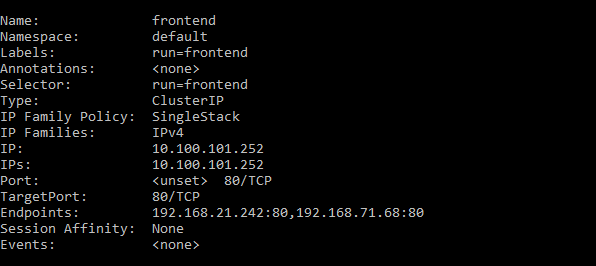 Name: frontend
Namespace: default
Labels: run=frontend
Annotations: <none>
Selector: run=frontend
Type: ClusterIP
IP Family Policy: SingleStack
IP Families: IPv4
IP: 10.100.101.252
IPs: 10.100.101.252
Port: <unset> 80/TCP
TargetPort: 80/TCP
Endpoints: 192.168.21.242:80,192.168.71.68:80
Session Affinity: None
Events: <none>